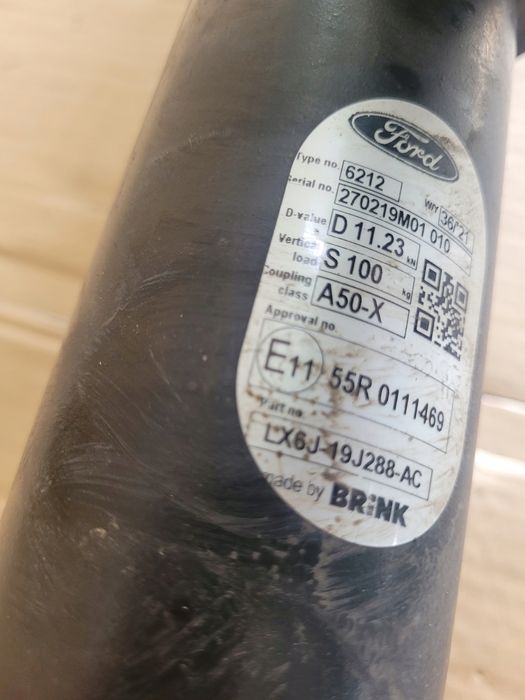 Ford
Type no. 6212 WIY 36/'21
Serial no. 270219M01 010
D-value D 11.23 kN
Vertical load S 100 kg
Coupling class A50-X
Approval no.
E11 55R 0111469
Part no.
LX6J-19J288-AC
made by BRINK